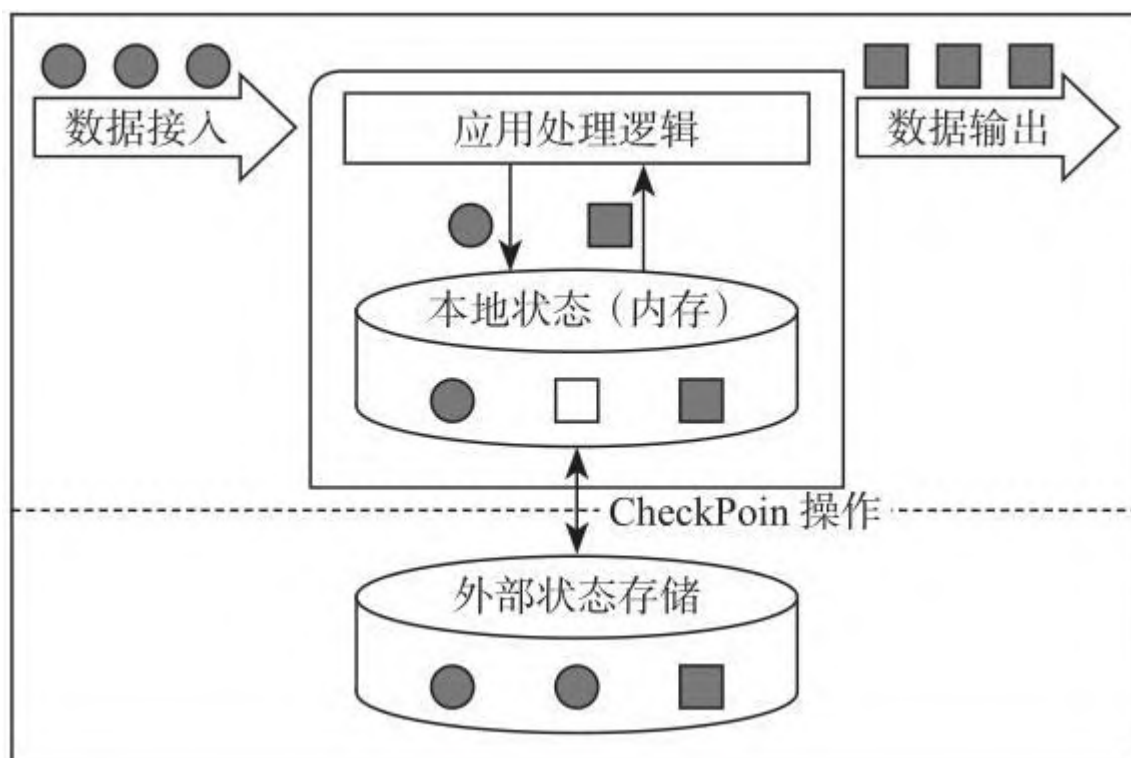 数据接入
应用处理逻辑
数据输出
本地状态（内存）
CheckPoin 操作
外部状态存储